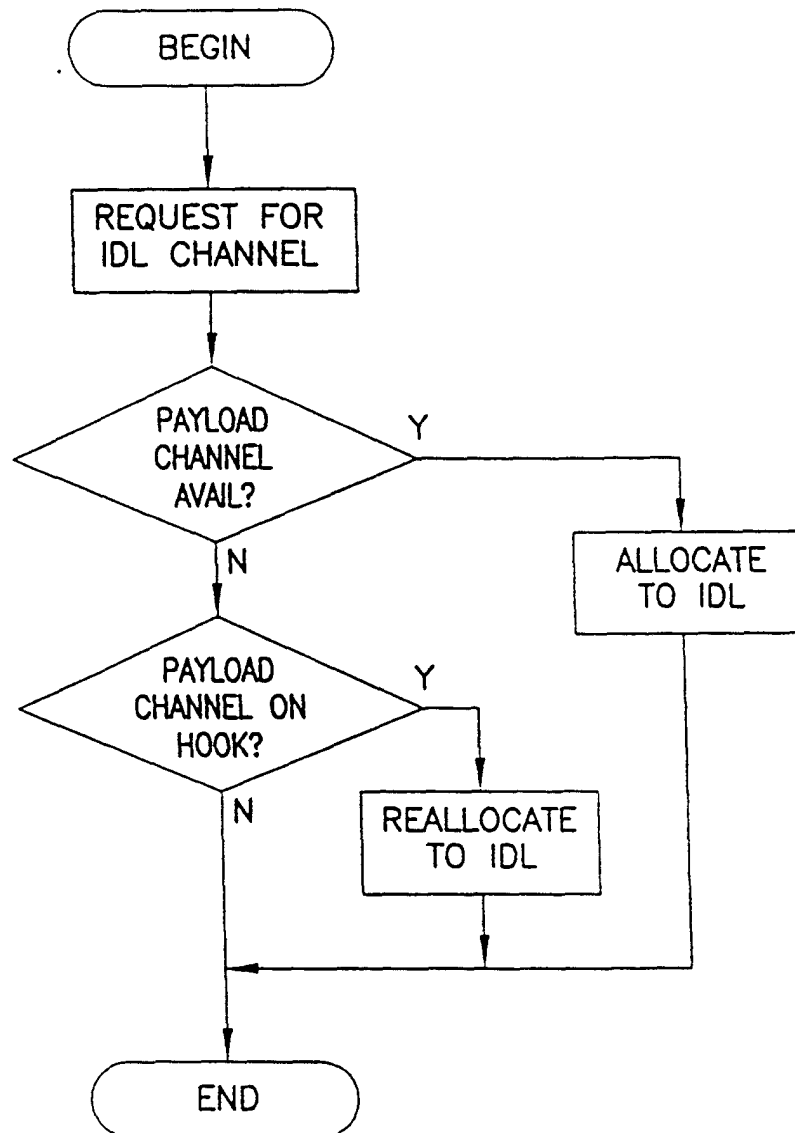 BEGIN
REQUEST FOR
IDL CHANNEL
PAYLOAD
CHANNEL
AVAIL?
Y
N
ALLOCATE
TO IDL
PAYLOAD
CHANNEL ON
HOOK?
Y
N
REALLOCATE
TO IDL
END